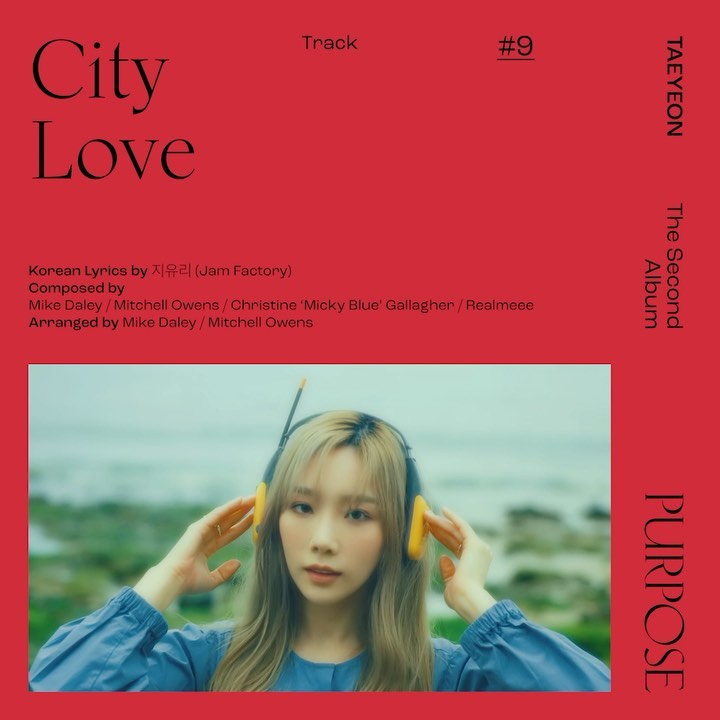 City
Love
Track
#9
Korean Lyrics by 지유리 (Jam Factory)
Composed by
Mike Daley / Mitchell Owens / Christine ‘Micky Blue’ Gallagher / Realmeee
Arranged by Mike Daley / Mitchell Owens
TAEYEON
The Second
Album
PURPOSE